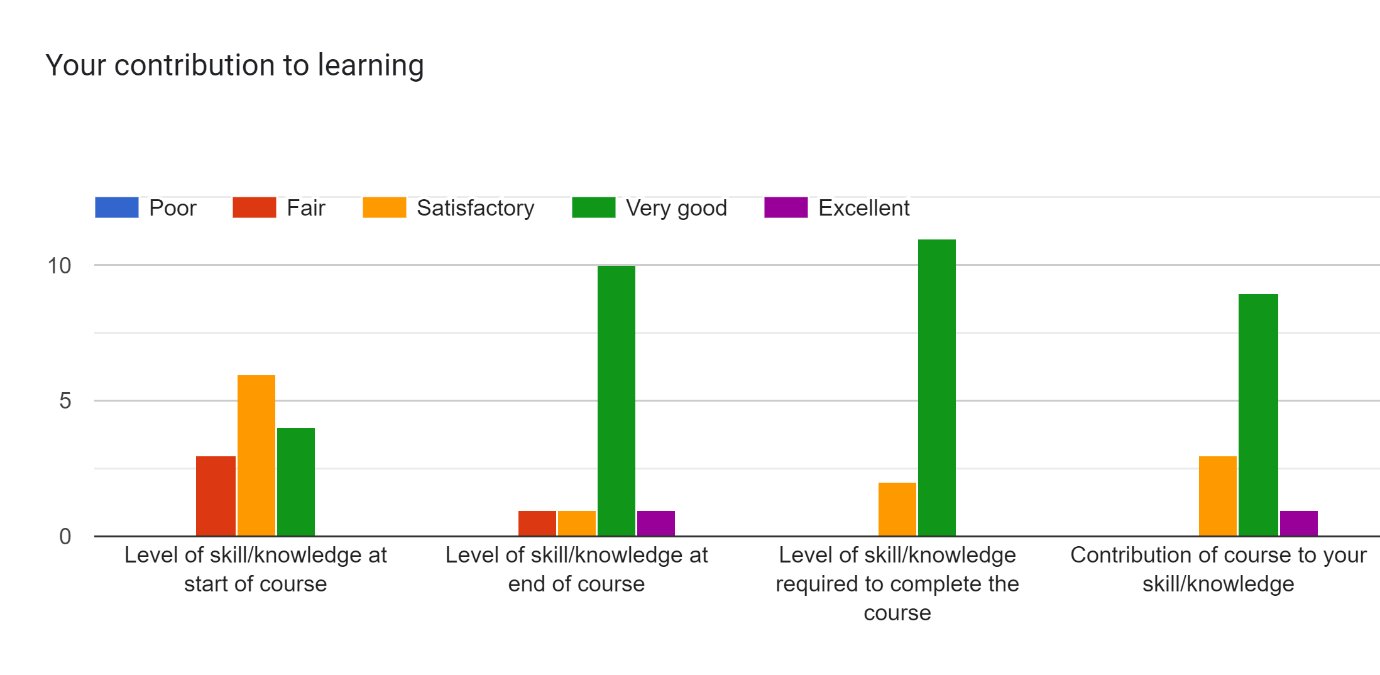 Your contribution to learning
Poor Fair Satisfactory Very good Excellent
10
5
0
Level of skill/knowledge at
start of course
Level of skill/knowledge at
end of course
Level of skill/knowledge
required to complete the
course
Contribution of course to your
skill/knowledge